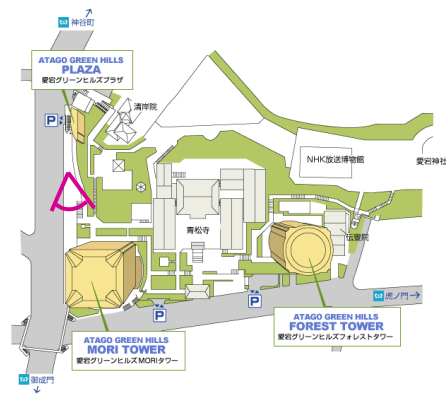 神谷町
ATAGO GREEN HILLS
PLAZA
愛宕グリーンヒルズプラザ
清岸院
P
NHK放送博物館
愛宕神社
青松寺
伝叟院
虎ノ門
P
P
ATAGO GREEN HILLS
FOREST TOWER
愛宕グリーンヒルズフォレストタワー
ATAGO GREEN HILLS
MORI TOWER
愛宕グリーンヒルズMORIタワー
御成門